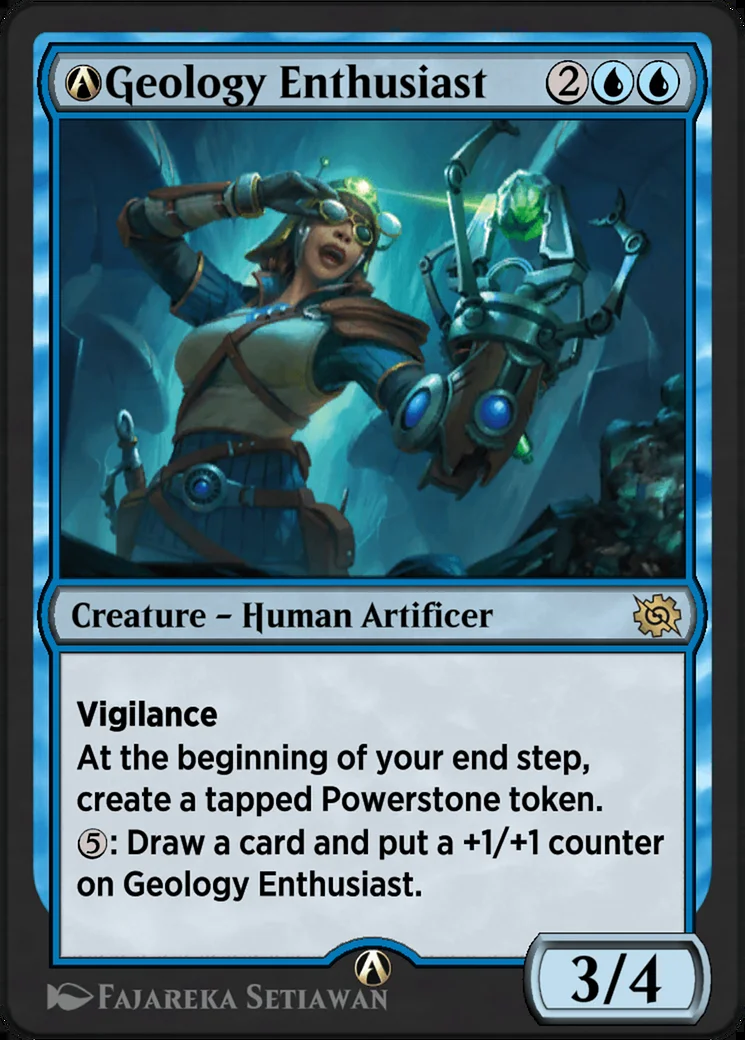 Geology Enthusiast 2
Creature – Human Artificer
Vigilance
At the beginning of your end step,
create a tapped Powerstone token.
5: Draw a card and put a +1/+1 counter
on Geology Enthusiast.
3/4
Fajareka Setiawan